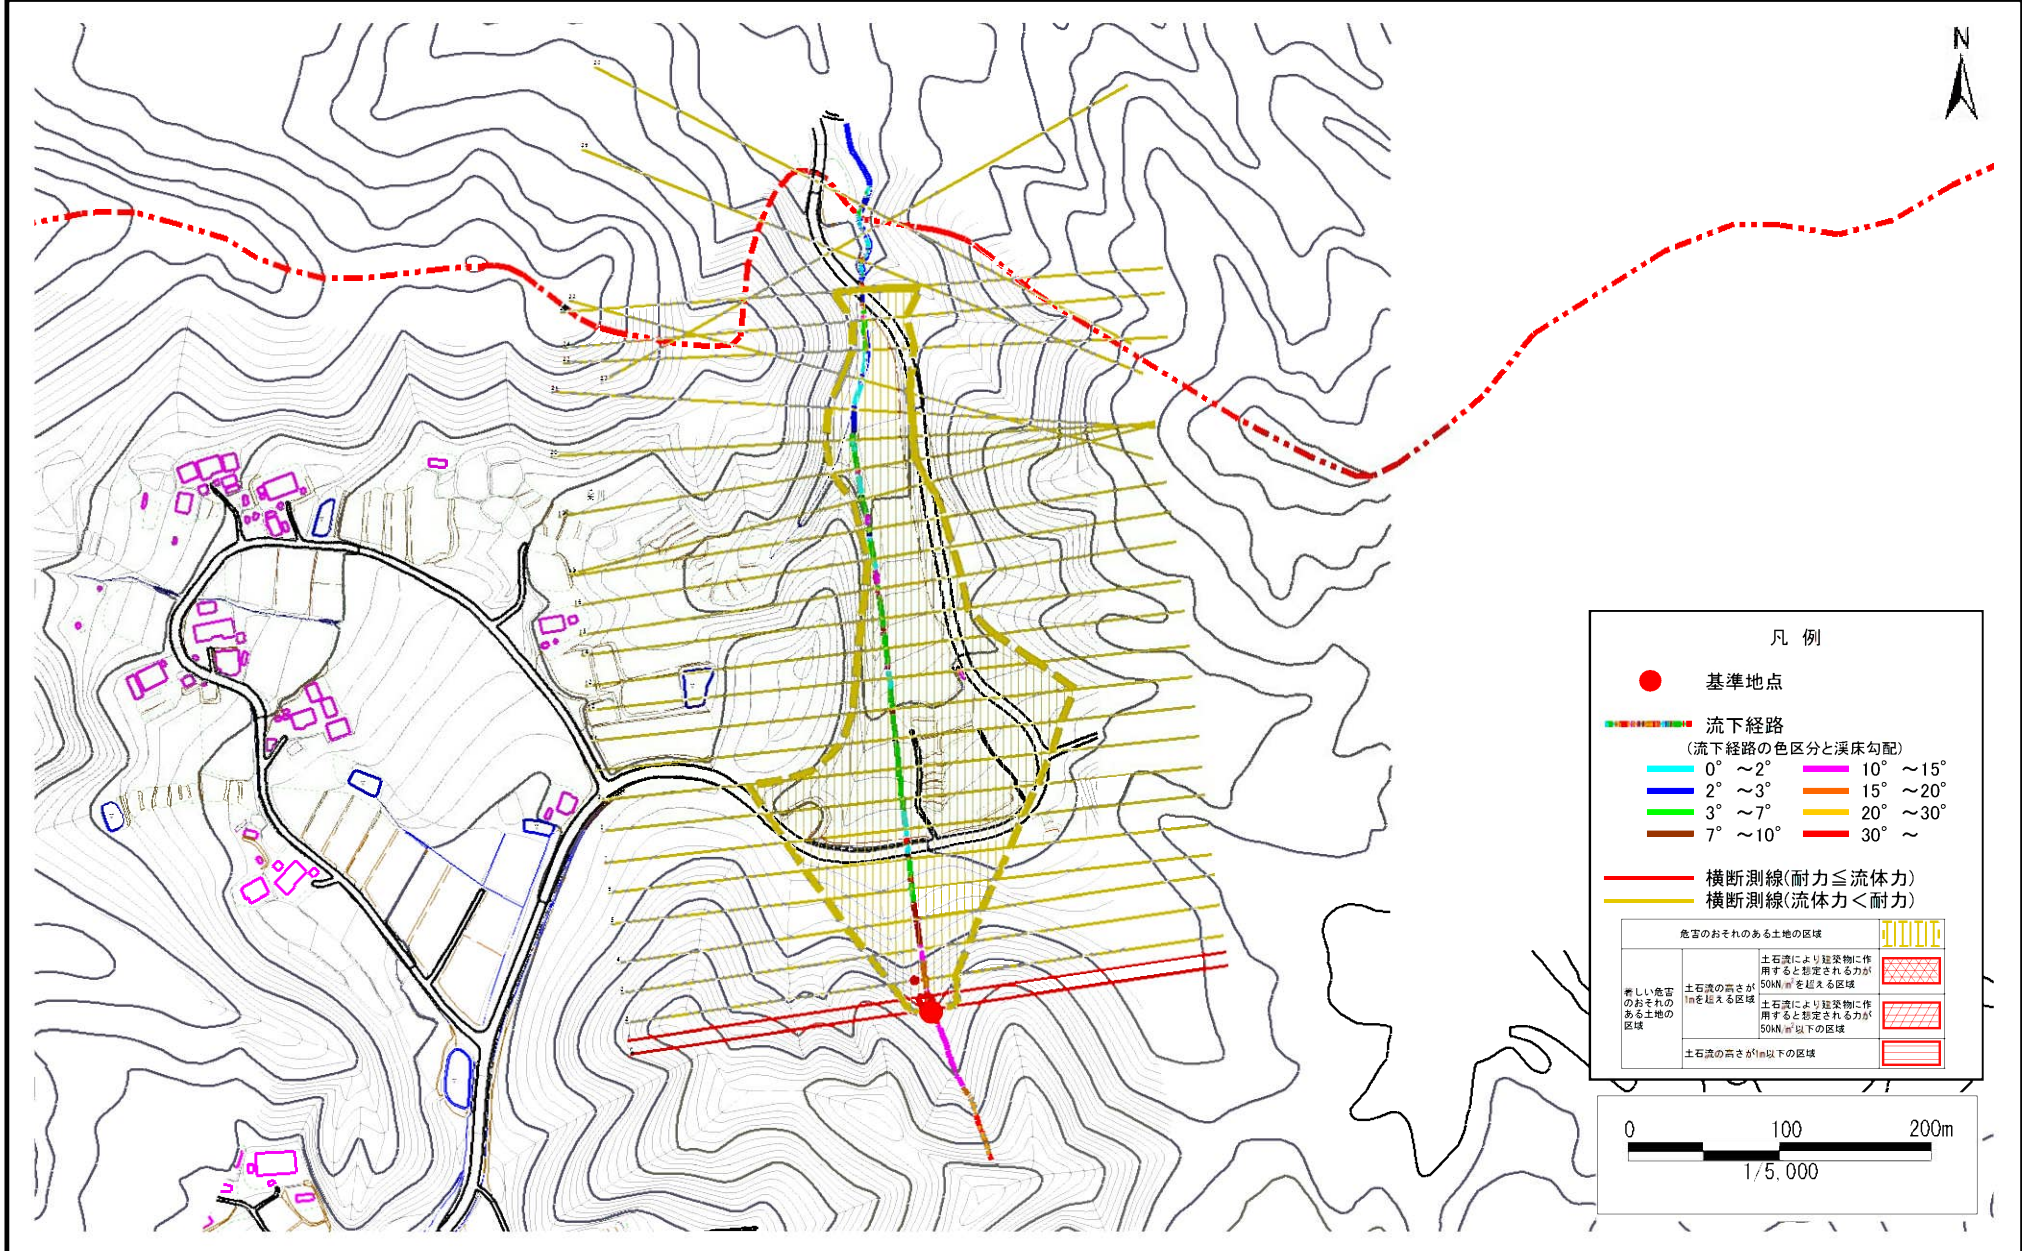 N
凡 例
基準地点
流下経路
(流下経路の色区分と渓床勾配)
0° ～2°
10° ～15°
2° ～3°
15° ～20°
3° ～7°
20° ～30°
7° ～10°
30° ～
横断測線(耐力≦流体力)
横断測線(流体力＜耐力)
危害のおそれのある土地の区域
著しい危害
のおそれの
ある土地の
区域
土石流の高さが
1mを超える区域
土石流により建築物に作
用すると想定される力が
50kN/㎡を超える区域
土石流により建築物に作
用すると想定される力が
50kN/㎡以下の区域
土石流の高さが1m以下の区域
0 100 200m
1/5,000